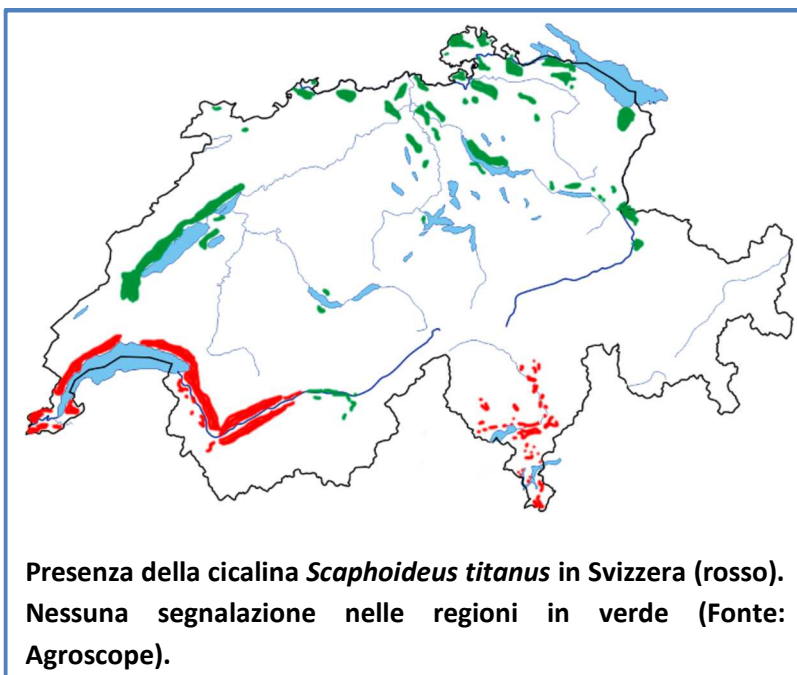 Presenza della cicalina Scaphoideus titanus in Svizzera (rosso).
Nessuna segnalazione nelle regioni in verde (Fonte:
Agroscope).